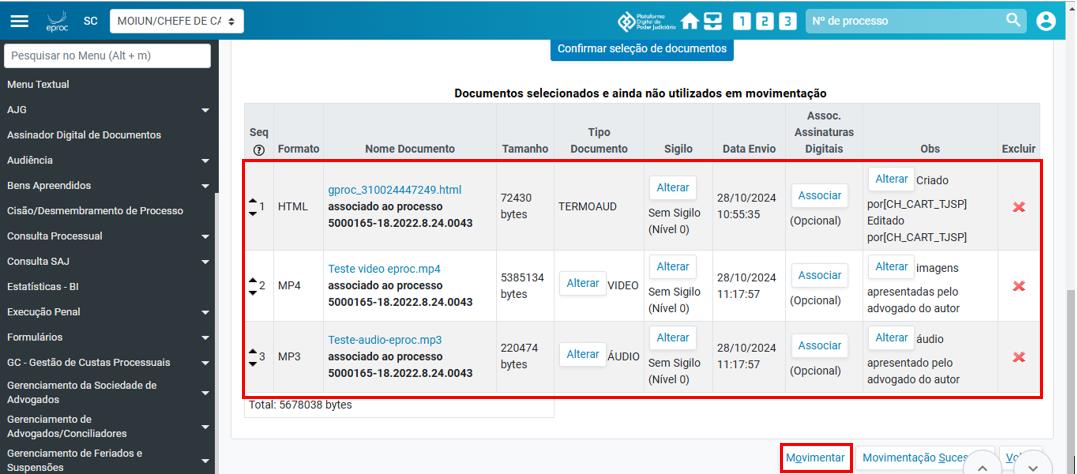 eproc SC MOIUN/CHEFE DE CA Plataforma Digital do Poder Judiciário 1 2 3 Nº de processo
Pesquisar no Menu (Alt + m)
Menu Textual
AJG
Assinador Digital de Documentos
Audiência
Bens Apreendidos
Cisão/Desmembramento de Processo
Consulta Processual
Consulta SAJ
Estatísticas - BI
Execução Penal
Formulários
GC - Gestão de Custas Processuais
Gerenciamento da Sociedade de
Advogados
Gerenciamento de
Advogados/Conciliadores
Gerenciamento de Feriados e
Suspensões
Confirmar seleção de documentos
Documentos selecionados e ainda não utilizados em movimentação
Seq ? Formato Nome Documento Tamanho Tipo Documento Sigilo Data Envio Assoc. Assinaturas Digitais Obs Excluir
1 HTML gproc_310024447249.html associado ao processo 5000165-18.2022.8.24.0043 72430 bytes TERMOAUD Alterar Sem Sigilo (Nível 0) 28/10/2024 10:55:35 Associar (Opcional) Alterar Criado por[CH_CART_TJSP] Editado por[CH_CART_TJSP]
2 MP4 Teste video eproc.mp4 associado ao processo 5000165-18.2022.8.24.0043 5385134 bytes Alterar VIDEO Alterar Sem Sigilo (Nível 0) 28/10/2024 11:17:57 Associar (Opcional) Alterar imagens apresentadas pelo advogado do autor
3 MP3 Teste-audio-eproc.mp3 associado ao processo 5000165-18.2022.8.24.0043 220474 bytes Alterar ÁUDIO Alterar Sem Sigilo (Nível 0) 28/10/2024 11:17:57 Associar (Opcional) Alterar áudio apresentado pelo advogado do autor
Total: 5678038 bytes
Movimentar Movimentação